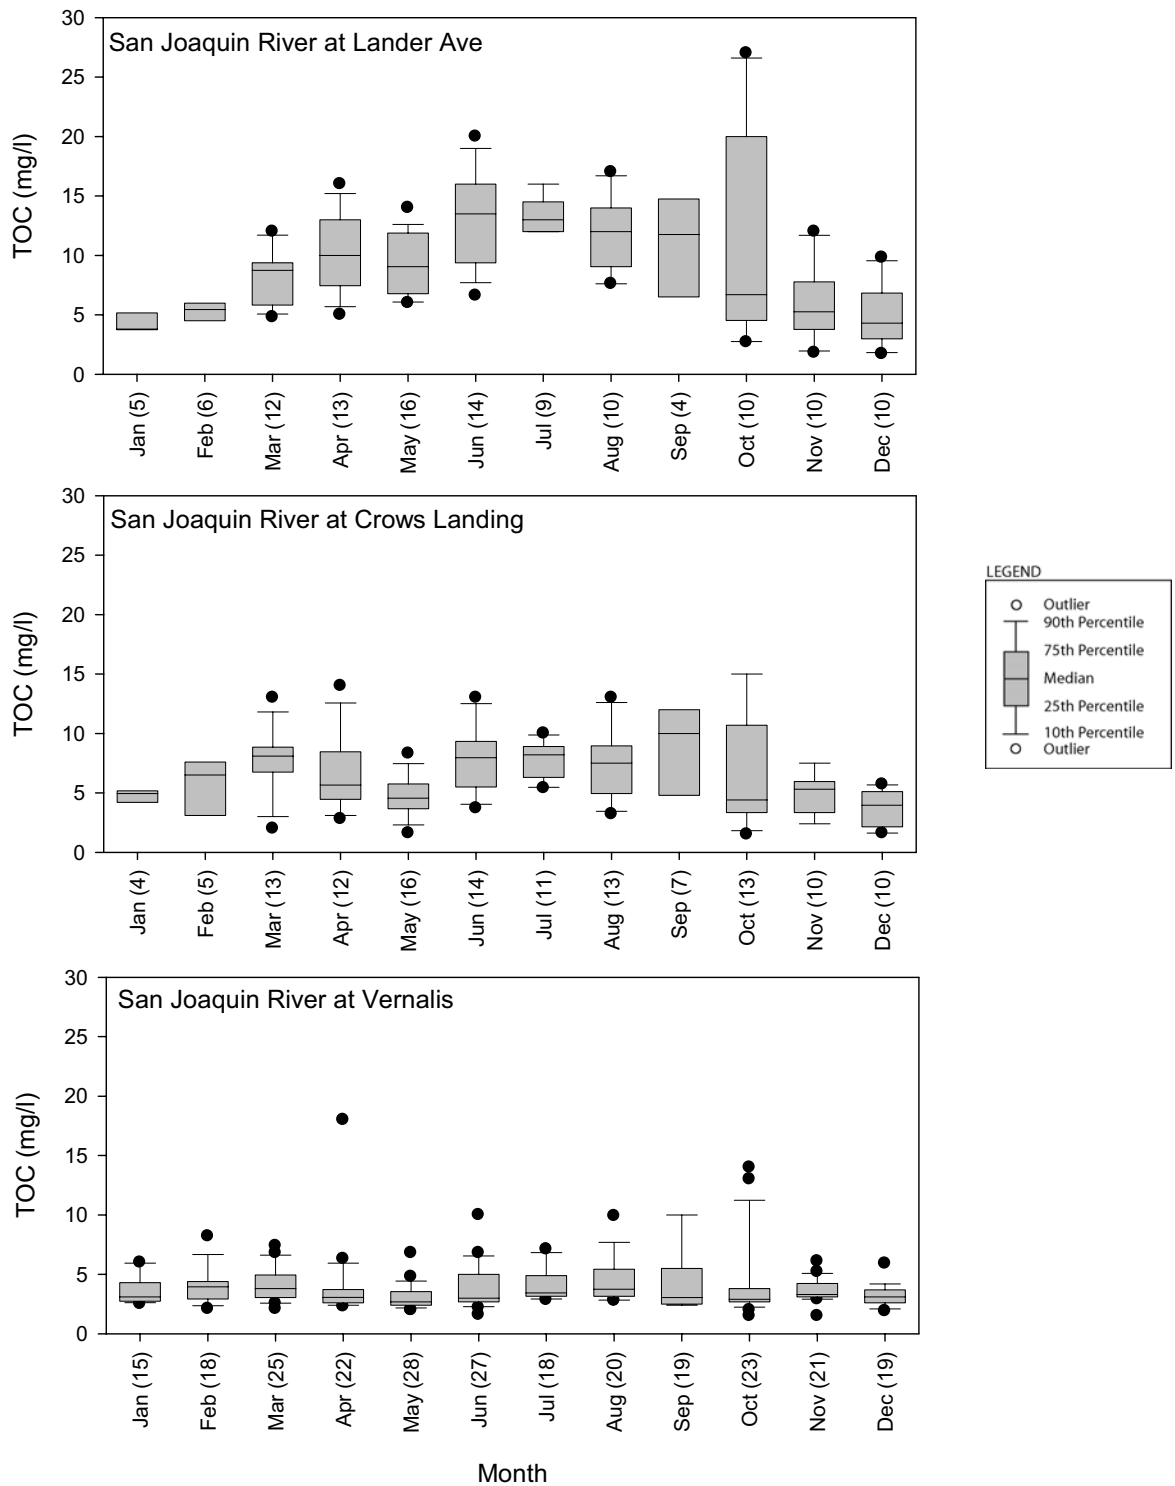 San Joaquin River at Lander Ave
TOC (mg/l)
30
25
20
15
10
5
0
Jan (5)
Feb (6)
Mar (12)
Apr (13)
May (16)
Jun (14)
Jul (9)
Aug (10)
Sep (4)
Oct (10)
Nov (10)
Dec (10)
San Joaquin River at Crows Landing
TOC (mg/l)
30
25
20
15
10
5
0
Jan (4)
Feb (5)
Mar (13)
Apr (12)
May (16)
Jun (14)
Jul (11)
Aug (13)
Sep (7)
Oct (13)
Nov (10)
Dec (10)
LEGEND
Outlier
90th Percentile
75th Percentile
Median
25th Percentile
10th Percentile
Outlier
San Joaquin River at Vernalis
TOC (mg/l)
30
25
20
15
10
5
0
Jan (15)
Feb (18)
Mar (25)
Apr (22)
May (28)
Jun (27)
Jul (18)
Aug (20)
Sep (19)
Oct (23)
Nov (21)
Dec (19)
Month